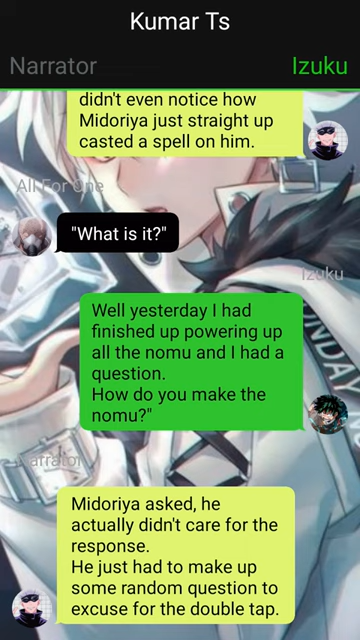 Kumar Ts
Narrator
Izuku
didn't even notice how
Midoriya just straight up
casted a spell on him.
All For One
"What is it?"
Izuku
Well yesterday I had
finished up powering up
all the nomu and I had a
question.
How do you make the
nomu?"
Narrator
Midoriya asked, he
actually didn't care for the
response.
He just had to make up
some random question to
excuse for the double tap.